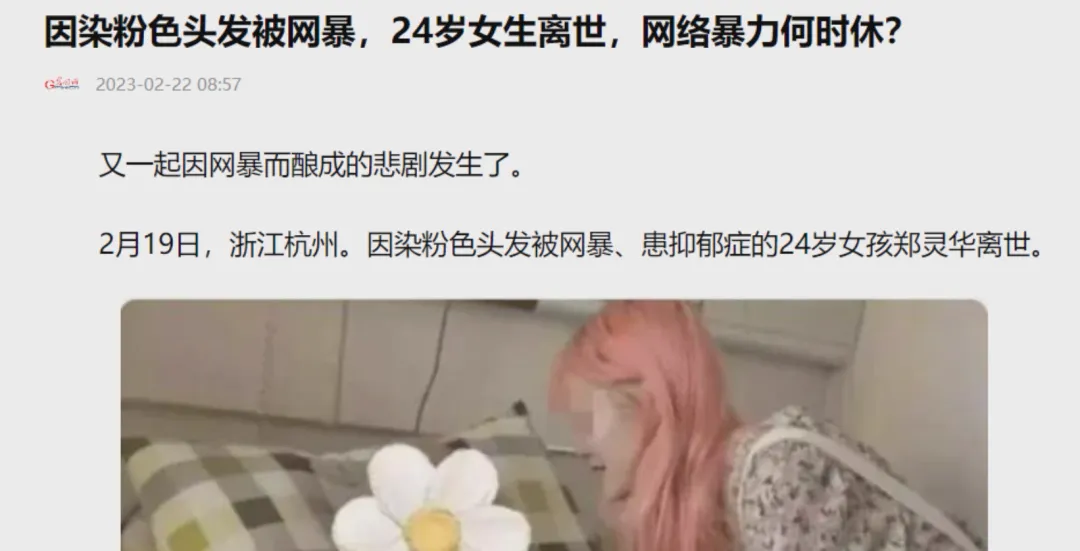 因染粉色头发被网暴，24岁女生离世，网络暴力何时休？
2023-02-22 08:57
又一起因网暴而酿成的悲剧发生了。
2月19日，浙江杭州。因染粉色头发被网暴、患抑郁症的24岁女孩郑灵华离世。